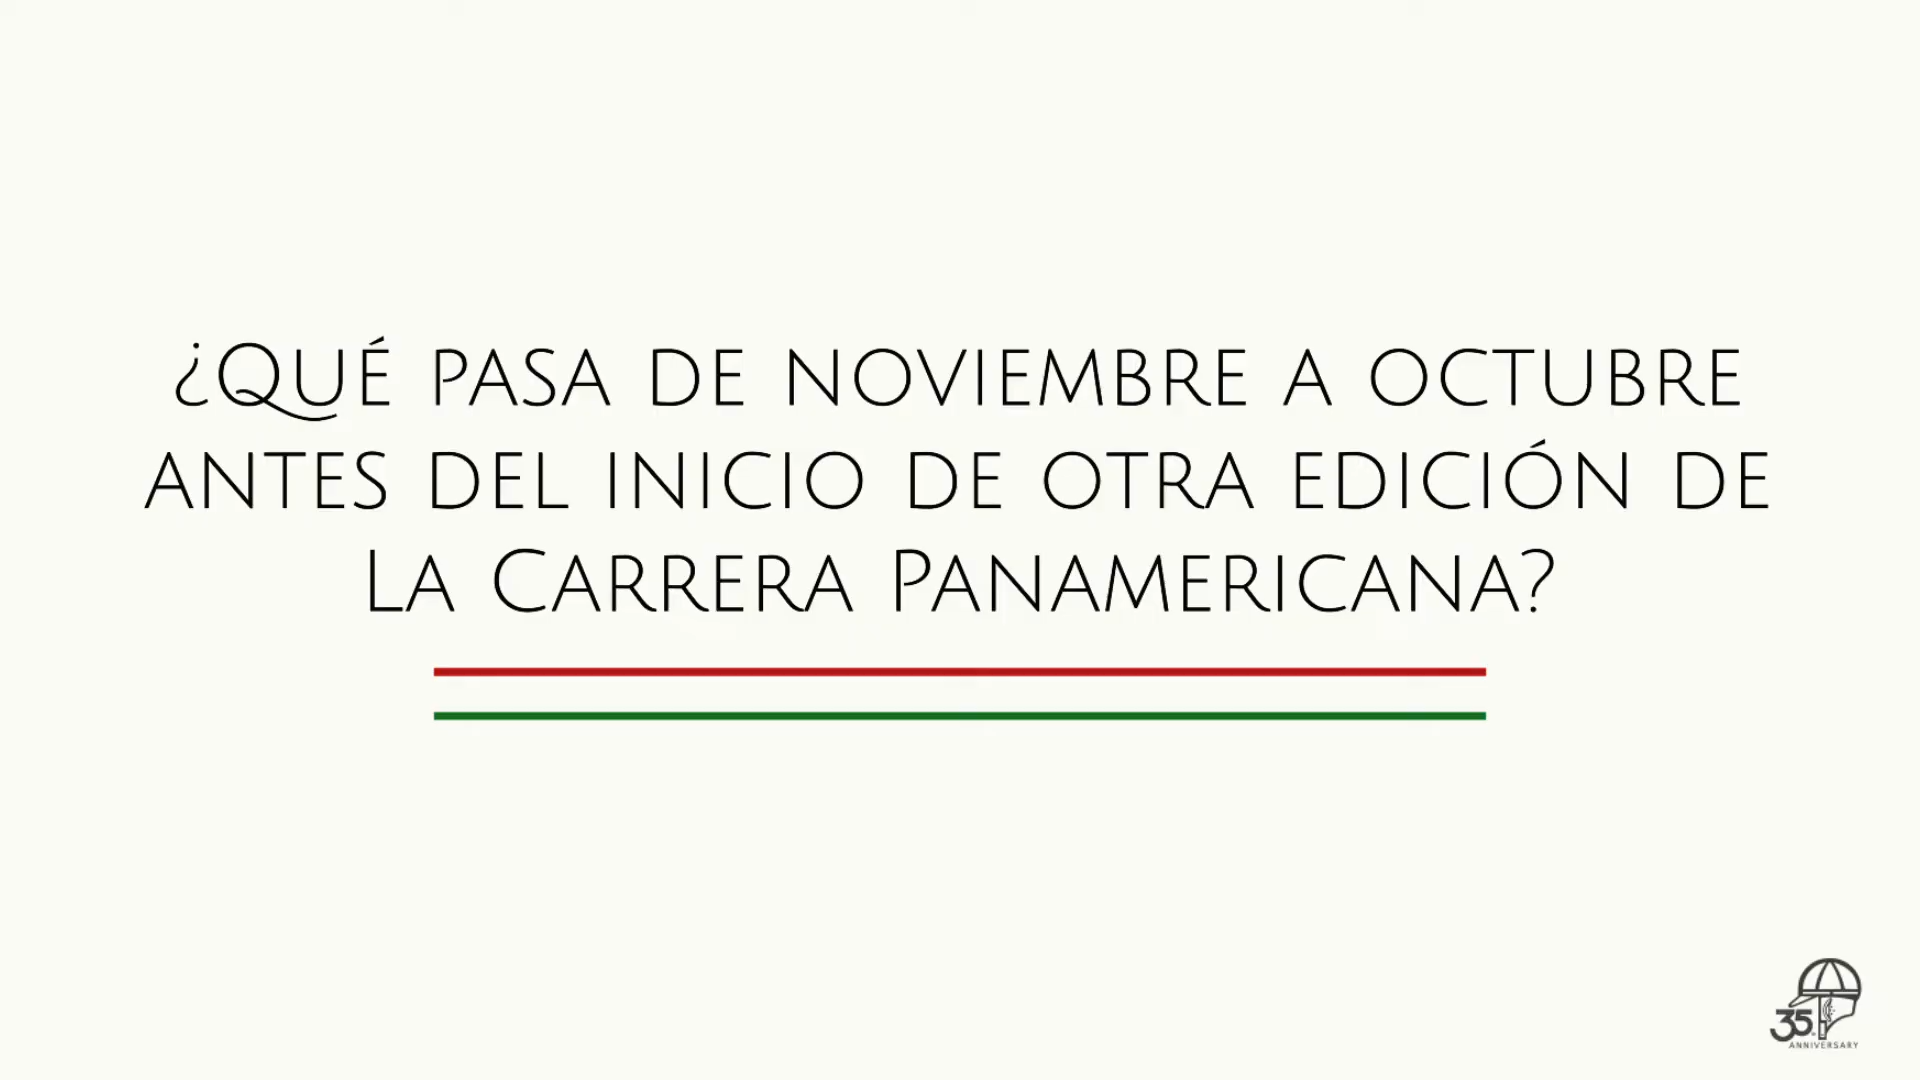 ¿Qué pasa de noviembre a octubre
antes del inicio de otra edición de
La Carrera Panamericana?
35
ANNIVERSARY